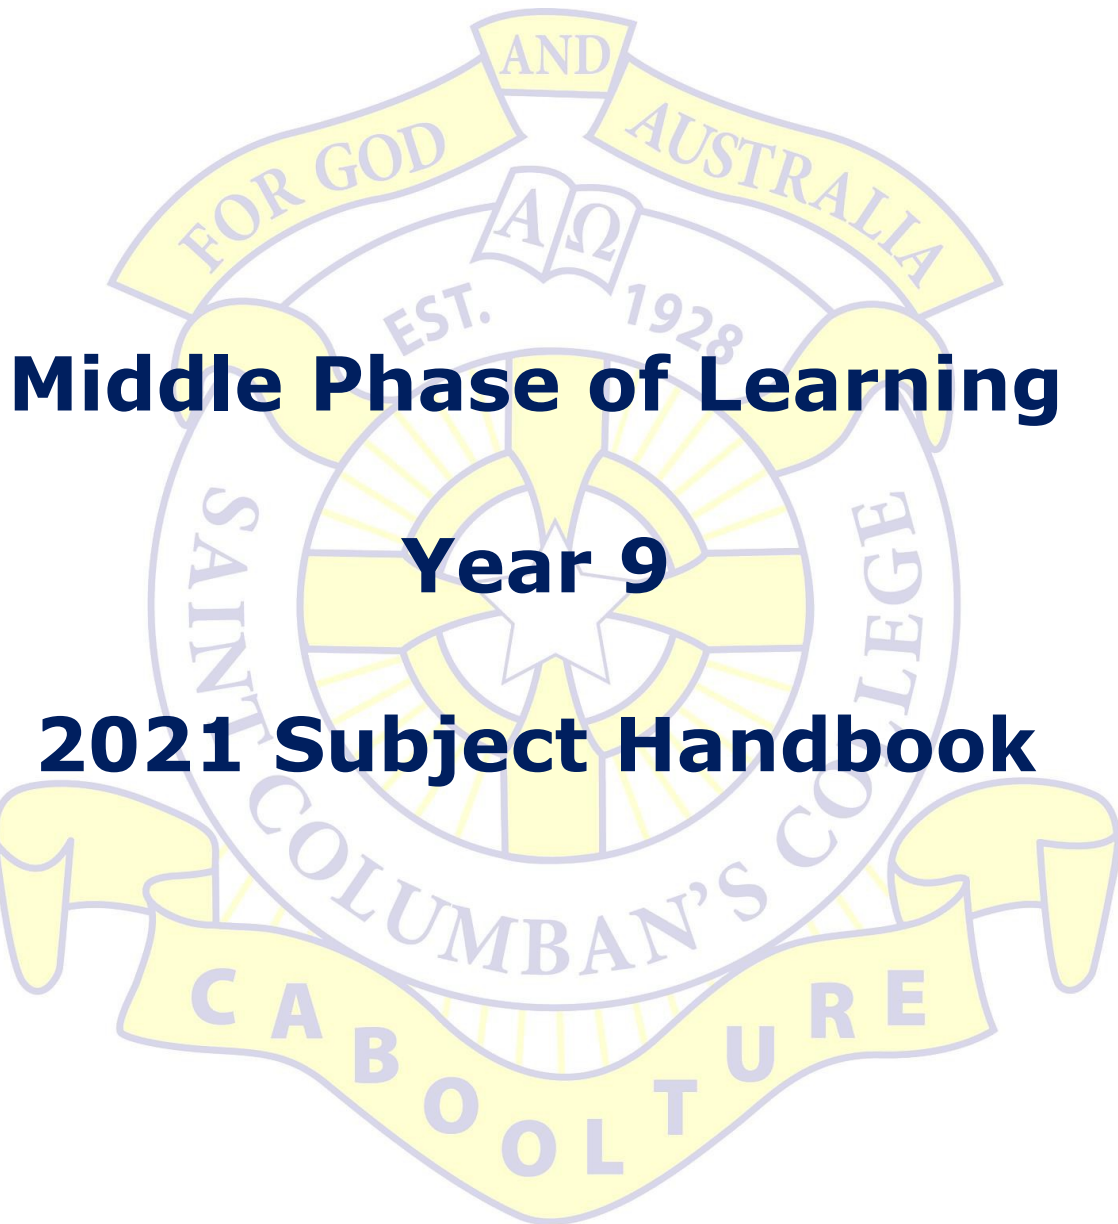 FOR GOD AND AUSTRALIA
ΑΩ
EST. 1928
Middle Phase of Learning
Year 9
2021 Subject Handbook
SAINT COLUMBAN'S COLLEGE
CABOOLTURE